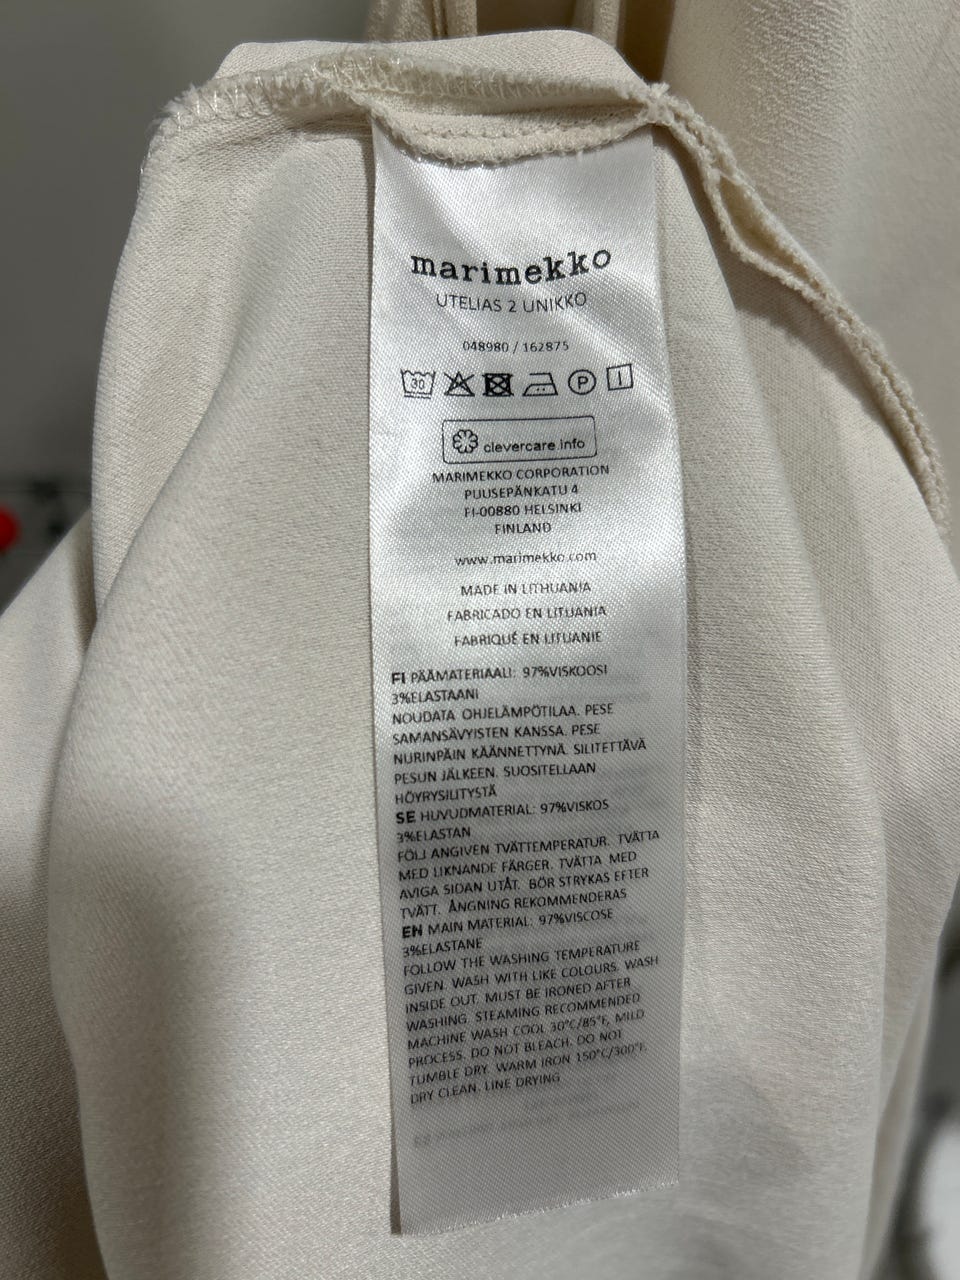 marimekko
UTELIAS 2 UNIKKO
048980 / 162875
30 P
clevercare.info
MARIMEKKO CORPORATION
PUUSEPÄNKATU 4
FI-00880 HELSINKI
FINLAND
www.marimekko.com
MADE IN LITHUANIA
FABRICADO EN LITUANIA
FABRIQUÉ EN LITUANIE
FI PÄÄMATERIAALI: 97%VISKOOSI
3%ELASTAANI
NOUDATA OHJELÄMPÖTILAA. PESE
SAMANSÄVYISTEN KANSSA. PESE
NURINPÄIN KÄÄNNETTYNÄ. SILITETTÄVÄ
PESUN JÄLKEEN. SUOSITELLAAN
HÖYRYSILITYSTÄ
SE HUVUDMATERIAL: 97%VISKOS
3%ELASTAN
FÖLJ ANGIVEN TVÄTTEMPERATUR. TVÄTTA
MED LIKNANDE FÄRGER. TVÄTTA MED
AVIGA SIDAN UTÅT. BÖR STRYKAS EFTER
TVÄTT. ÅNGNING REKOMMENDERAS
EN MAIN MATERIAL: 97%VISCOSE
3%ELASTANE
FOLLOW THE WASHING TEMPERATURE
GIVEN. WASH WITH LIKE COLOURS. WASH
INSIDE OUT. MUST BE IRONED AFTER
WASHING. STEAMING RECOMMENDED
MACHINE WASH COOL 30°C/85°F, MILD
PROCESS. DO NOT BLEACH. DO NOT
TUMBLE DRY. WARM IRON 150°C/300°F.
DRY CLEAN. LINE DRYING